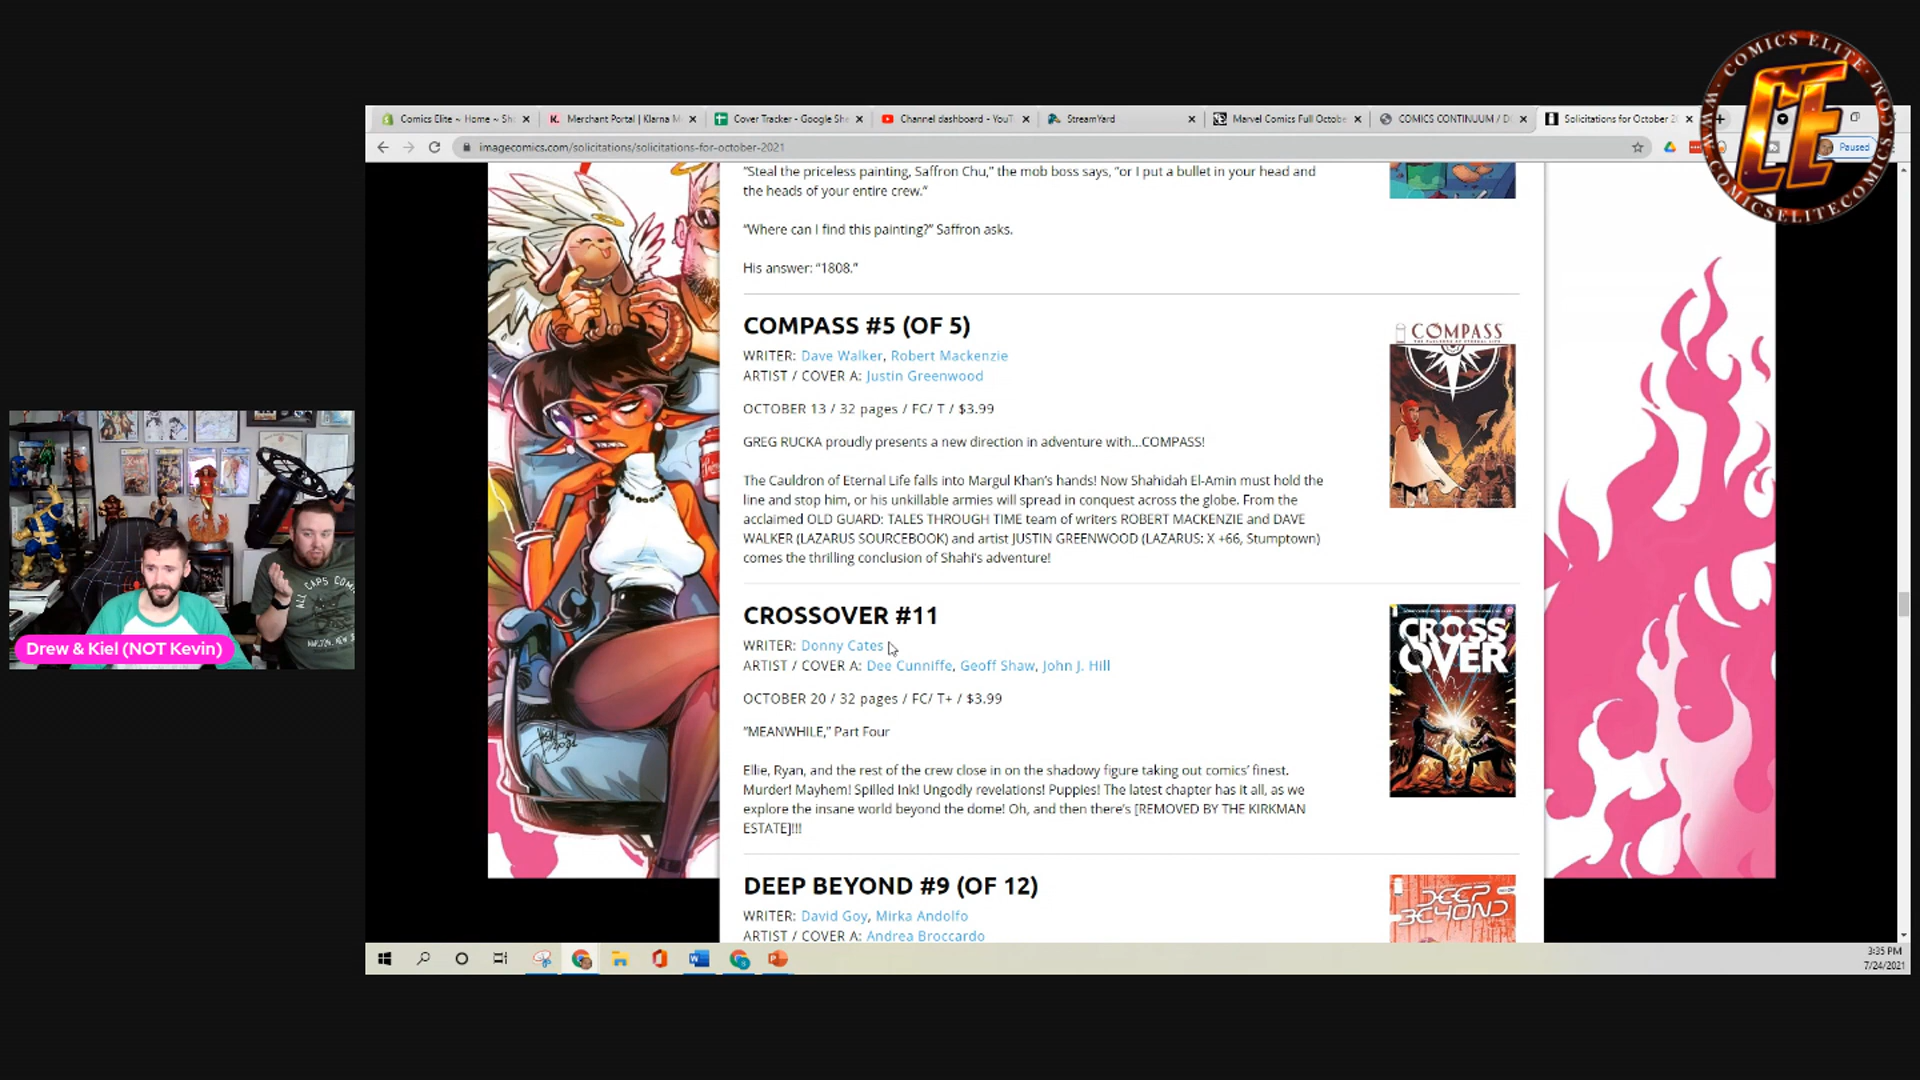 · COMICS ELITE ·
CE
WWW.COMICSELITECOMICS.COM
Comics Elite ~ Home ~ Sh
Merchant Portal | Klarna M
Cover Tracker - Google She
Channel dashboard - YouT
StreamYard
Marvel Comics Full Octobe
COMICS CONTINUUM / D
Solicitations for October 2
imagecomics.com/solicitations/solicitations-for-october-2021
Paused
“Steal the priceless painting, Saffron Chu,” the mob boss says, “or I put a bullet in your head and
the heads of your entire crew.”
“Where can I find this painting?” Saffron asks.
His answer: “1808.”
COMPASS #5 (OF 5)
WRITER: Dave Walker, Robert Mackenzie
ARTIST / COVER A: Justin Greenwood
OCTOBER 13 / 32 pages / FC/ T / $3.99
GREG RUCKA proudly presents a new direction in adventure with...COMPASS!
The Cauldron of Eternal Life falls into Margul Khan’s hands! Now Shahidah El-Amin must hold the
line and stop him, or his unkillable armies will spread in conquest across the globe. From the
acclaimed OLD GUARD: TALES THROUGH TIME team of writers ROBERT MACKENZIE and DAVE
WALKER (LAZARUS SOURCEBOOK) and artist JUSTIN GREENWOOD (LAZARUS: X +66, Stumptown)
comes the thrilling conclusion of Shahi’s adventure!
COMPASS
CROSSOVER #11
WRITER: Donny Cates
ARTIST / COVER A: Dee Cunniffe, Geoff Shaw, John J. Hill
OCTOBER 20 / 32 pages / FC/ T+ / $3.99
“MEANWHILE,” Part Four
Ellie, Ryan, and the rest of the crew close in on the shadowy figure taking out comics’ finest.
Murder! Mayhem! Spilled Ink! Ungodly revelations! Puppies! The latest chapter has it all, as we
explore the insane world beyond the dome! Oh, and then there’s [REMOVED BY THE KIRKMAN
ESTATE]!!!
CROSS
OVER
DEEP BEYOND #9 (OF 12)
WRITER: David Goy, Mirka Andolfo
ARTIST / COVER A: Andrea Broccardo
DEEP
BEYOND
ALL CAPS COMI
Drew & Kiel (NOT Kevin)
3:35 PM
7/24/2021